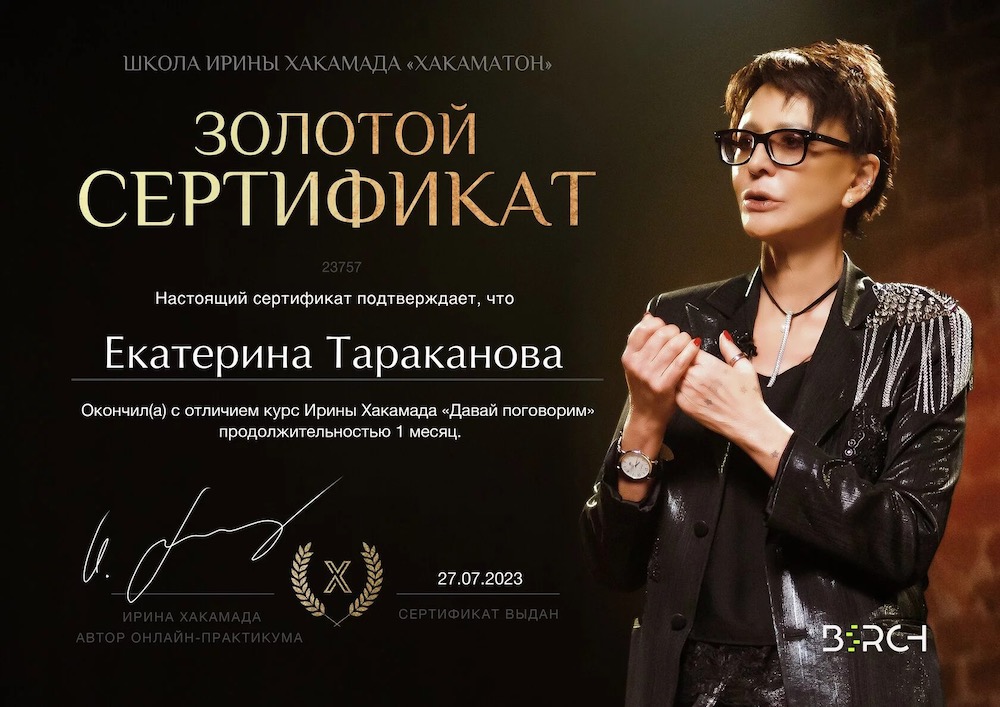 ШКОЛА ИРИНЫ ХАКАМАДА «ХАКАМАТОН»
ЗОЛОТОЙ
СЕРТИФИКАТ
23757
Настоящий сертификат подтверждает, что
Екатерина Тараканова
Окончил(а) с отличием курс Ирины Хакамада «Давай поговорим»
продолжительностью 1 месяц.
X
27.07.2023
ИРИНА ХАКАМАДА
АВТОР ОНЛАЙН-ПРАКТИКУМА
СЕРТИФИКАТ ВЫДАН
BERCH